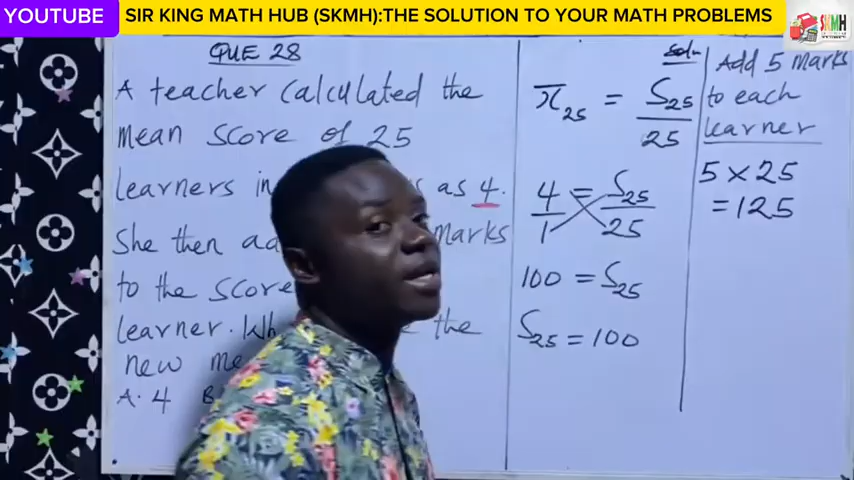 YOUTUBE
SIR KING MATH HUB (SKMH):THE SOLUTION TO YOUR MATH PROBLEMS
SKMH
QUE 28
A teacher calculated the
mean score of 25
learners in as 4.
She then marks
to the score
learner. the
new
A. 4
Soln
x̄₂₅ = S₂₅/25
4/1 = S₂₅/25
100 = S₂₅
S₂₅ = 100
Add 5 marks
to each
learner
5 × 25
= 125